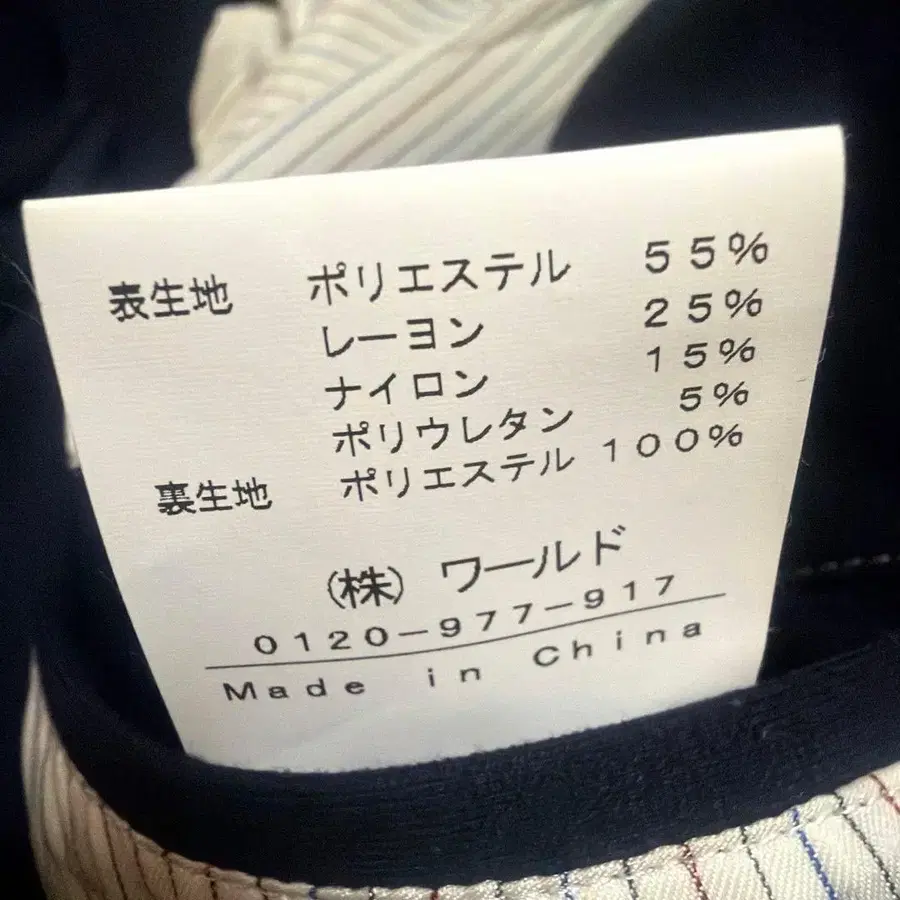 表生地 ポリエステル 55%
レーヨン 25%
ナイロン 15%
ポリウレタン 5%
裏生地 ポリエステル 100%
(株) ワールド
0120-977-917
Made in China